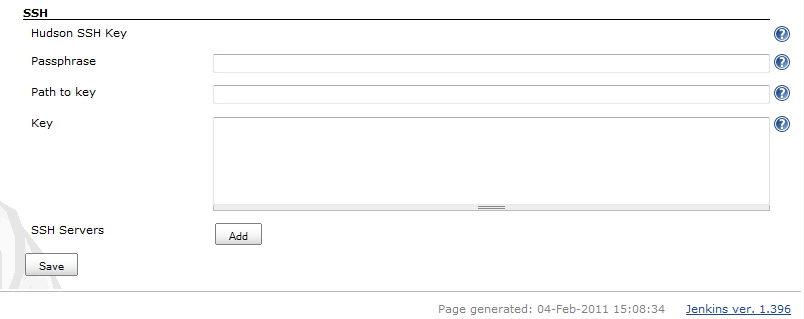 SSH
Hudson SSH Key
Passphrase
Path to key
Key
SSH Servers Add
Save
Page generated: 04-Feb-2011 15:08:34 Jenkins ver. 1.396